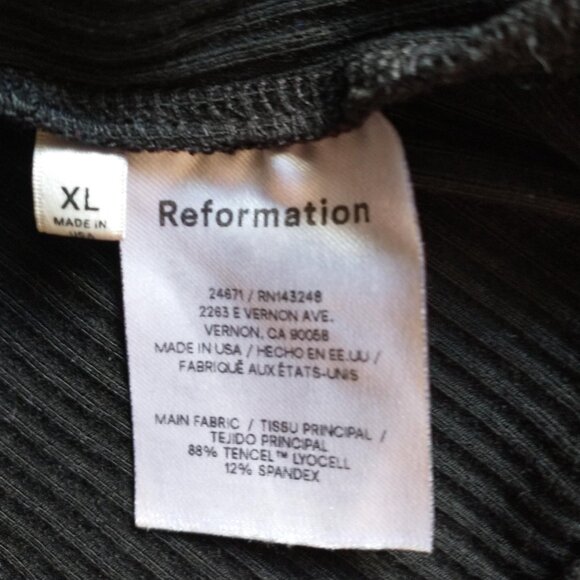 XL
MADE IN
USA
Reformation
24671 / RN143248
2263 E VERNON AVE.
VERNON, CA 90058
MADE IN USA / HECHO EN EE.UU /
FABRIQUÉ AUX ÉTATS-UNIS
MAIN FABRIC / TISSU PRINCIPAL /
TEJIDO PRINCIPAL
88% TENCEL™ LYOCELL
12% SPANDEX